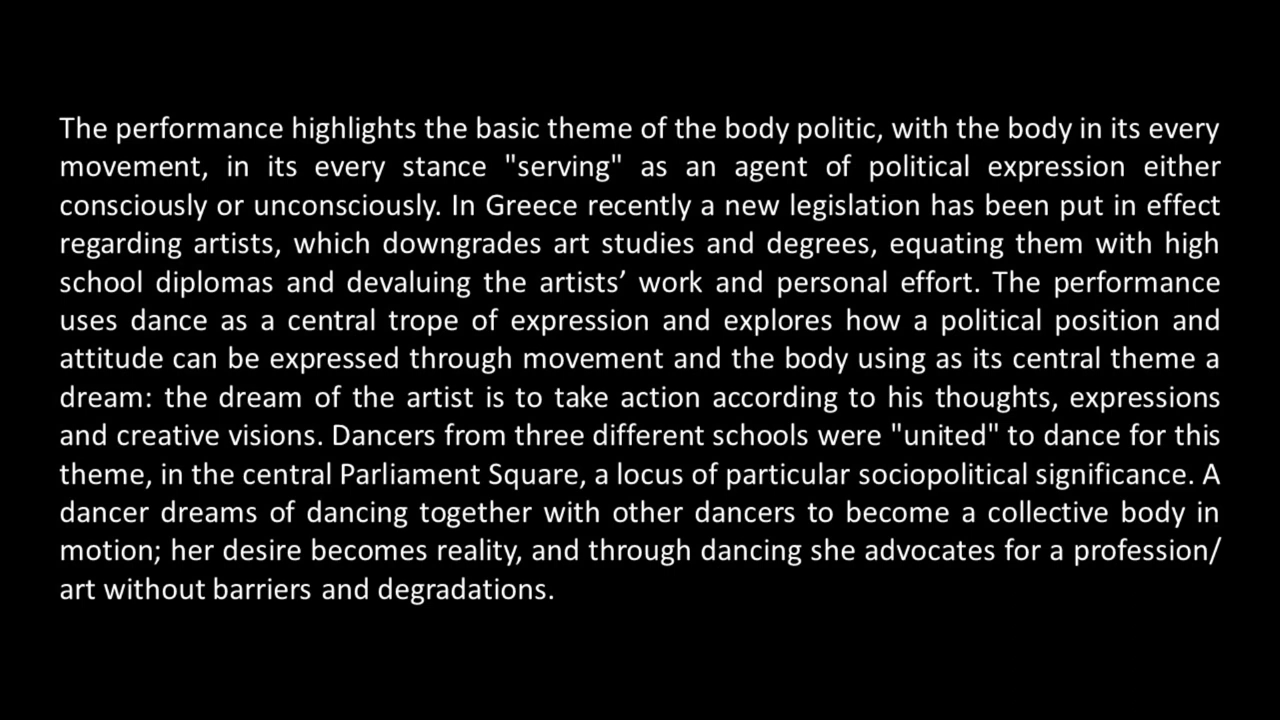 The performance highlights the basic theme of the body politic, with the body in its every
movement, in its every stance "serving" as an agent of political expression either
consciously or unconsciously. In Greece recently a new legislation has been put in effect
regarding artists, which downgrades art studies and degrees, equating them with high
school diplomas and devaluing the artists’ work and personal effort. The performance
uses dance as a central trope of expression and explores how a political position and
attitude can be expressed through movement and the body using as its central theme a
dream: the dream of the artist is to take action according to his thoughts, expressions
and creative visions. Dancers from three different schools were "united" to dance for this
theme, in the central Parliament Square, a locus of particular sociopolitical significance. A
dancer dreams of dancing together with other dancers to become a collective body in
motion; her desire becomes reality, and through dancing she advocates for a profession/
art without barriers and degradations.